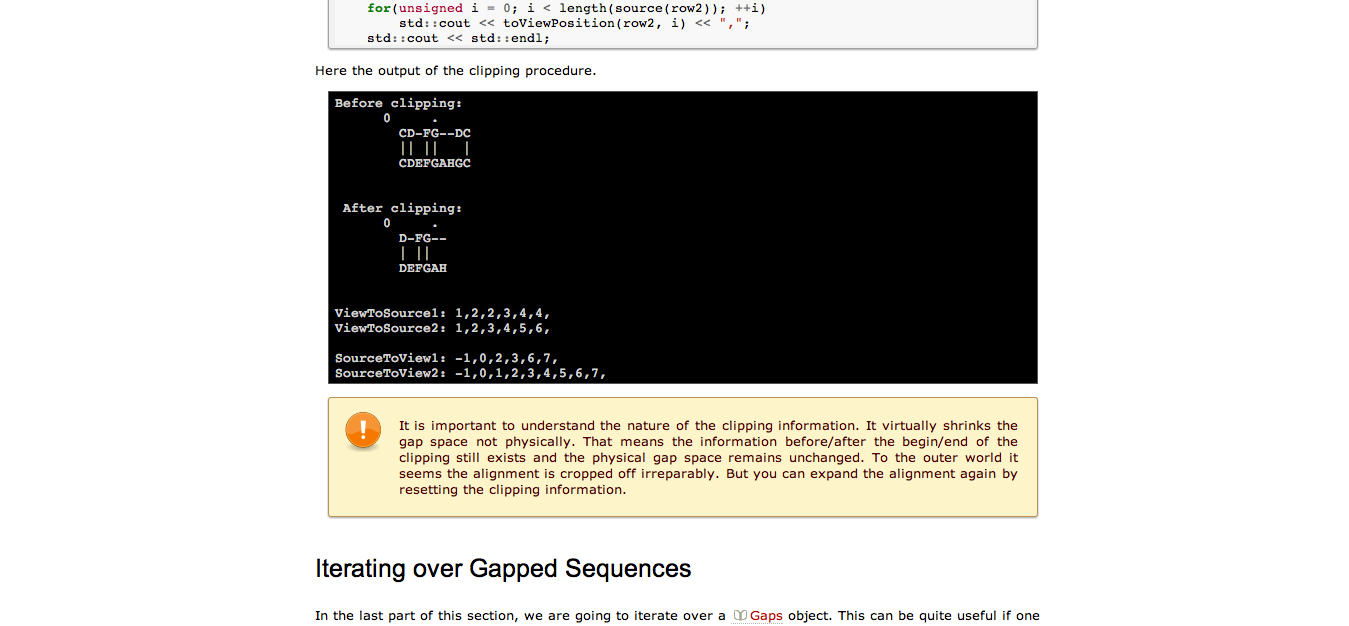 for(unsigned i = 0; i < length(source(row2)); ++i)
    std::cout << toViewPosition(row2, i) << ",";
std::cout << std::endl;
Here the output of the clipping procedure.
Before clipping:
      0     .
        CD-FG--DC
        || ||   |
        CDEFGAHGC
 After clipping:
      0     .
        D-FG--
        | ||
        DEFGAH
ViewToSource1: 1,2,2,3,4,4,
ViewToSource2: 1,2,3,4,5,6,
SourceToView1: -1,0,2,3,6,7,
SourceToView2: -1,0,1,2,3,4,5,6,7,
It is important to understand the nature of the clipping information. It virtually shrinks the
gap space not physically. That means the information before/after the begin/end of the
clipping still exists and the physical gap space remains unchanged. To the outer world it
seems the alignment is cropped off irreparably. But you can expand the alignment again by
resetting the clipping information.
Iterating over Gapped Sequences
In the last part of this section, we are going to iterate over a Gaps object. This can be quite useful if one